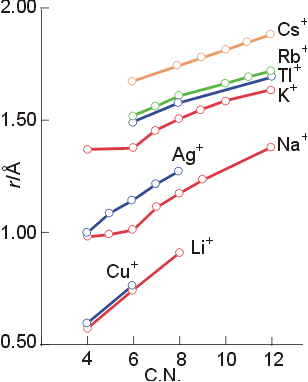 2.00
Cs⁺
Rb⁺
Tl⁺
K⁺
1.50
r/Å
Ag⁺
Na⁺
1.00
Li⁺
Cu⁺
0.50
4 6 8 10 12
C.N.